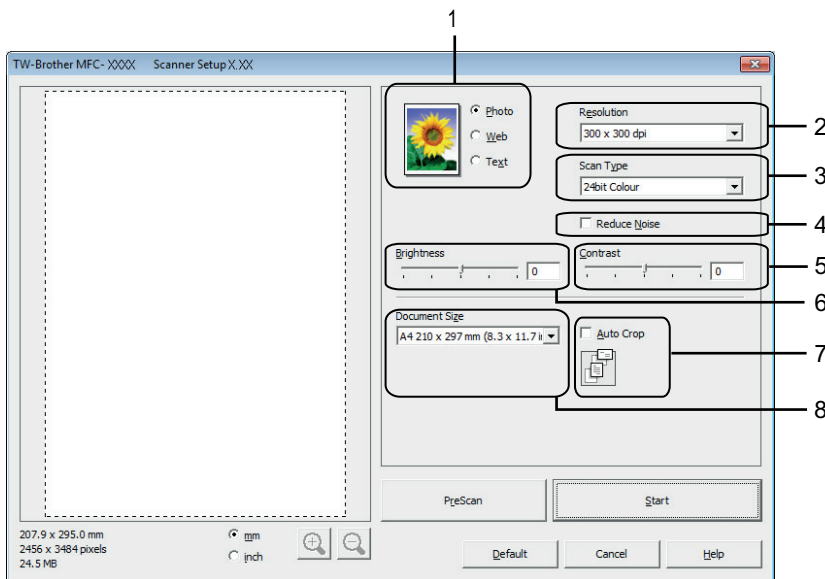 1
TW-Brother MFC- XXXX Scanner Setup X.XX
Photo
Web
Text
Resolution
300 x 300 dpi
2
Scan Type
24bit Colour
3
Reduce Noise
4
Brightness
0
Contrast
0
5
6
Document Size
A4 210 x 297 mm (8.3 x 11.7 i
Auto Crop
7
8
PreScan
Start
207.9 x 295.0 mm
2456 x 3484 pixels
24.5 MB
mm
inch
Default
Cancel
Help